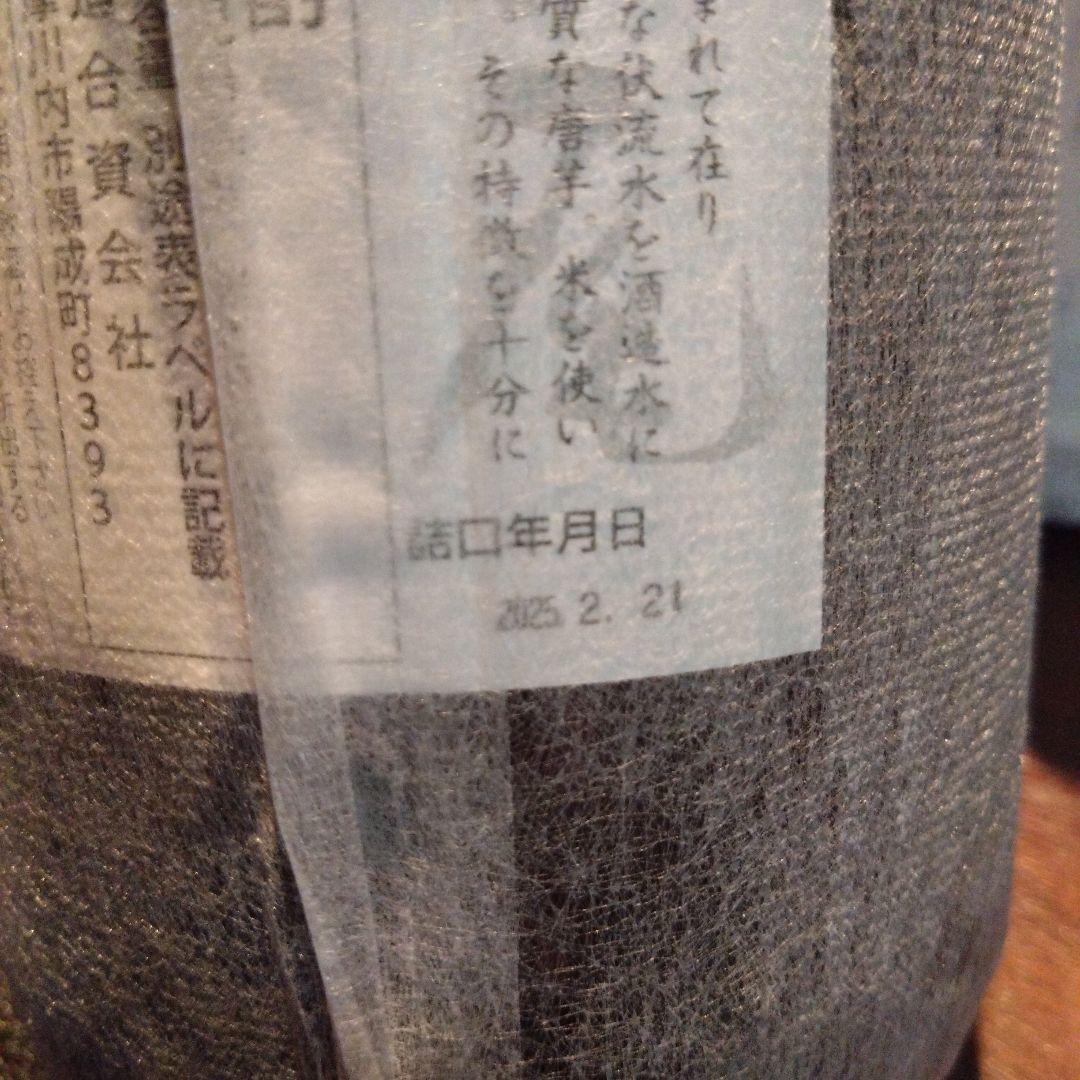 まれて在り
な伏流水を酒造水に
質な唐芋 米を使い
その特徴を十分に
詰口年月日
2025 2. 21
別途表ラベルに記載
合資会社
川内市陽成町8393